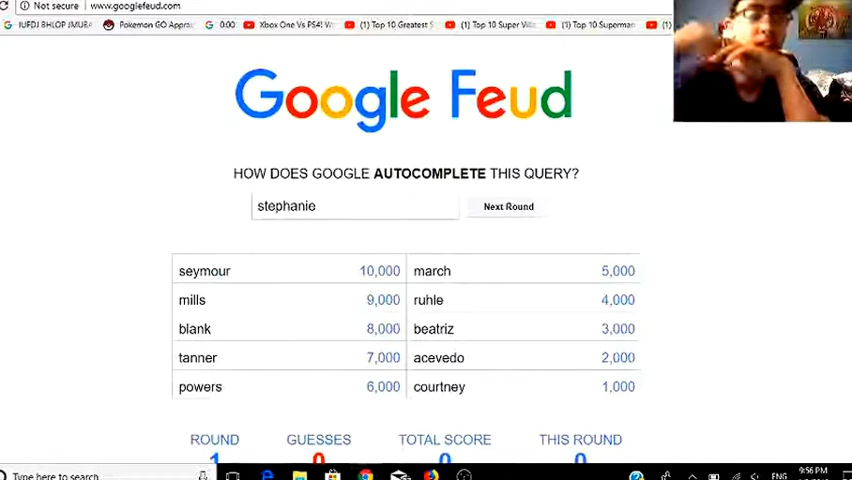 Not secure www.googlefeud.com
IUFDJ BHLOP JMUBA Pokemon GO Appra 0:00 Xbox One Vs PS4! W (1) Top 10 Greatest S (1) Top 10 Super Villa (1) Top 10 Superman
Google Feud
HOW DOES GOOGLE AUTOCOMPLETE THIS QUERY?
stephanie Next Round
seymour 10,000 march 5,000
mills 9,000 ruhle 4,000
blank 8,000 beatriz 3,000
tanner 7,000 acevedo 2,000
powers 6,000 courtney 1,000
ROUND GUESSES TOTAL SCORE THIS ROUND
1 0 0 0
Type here to search ENG 9:56 PM